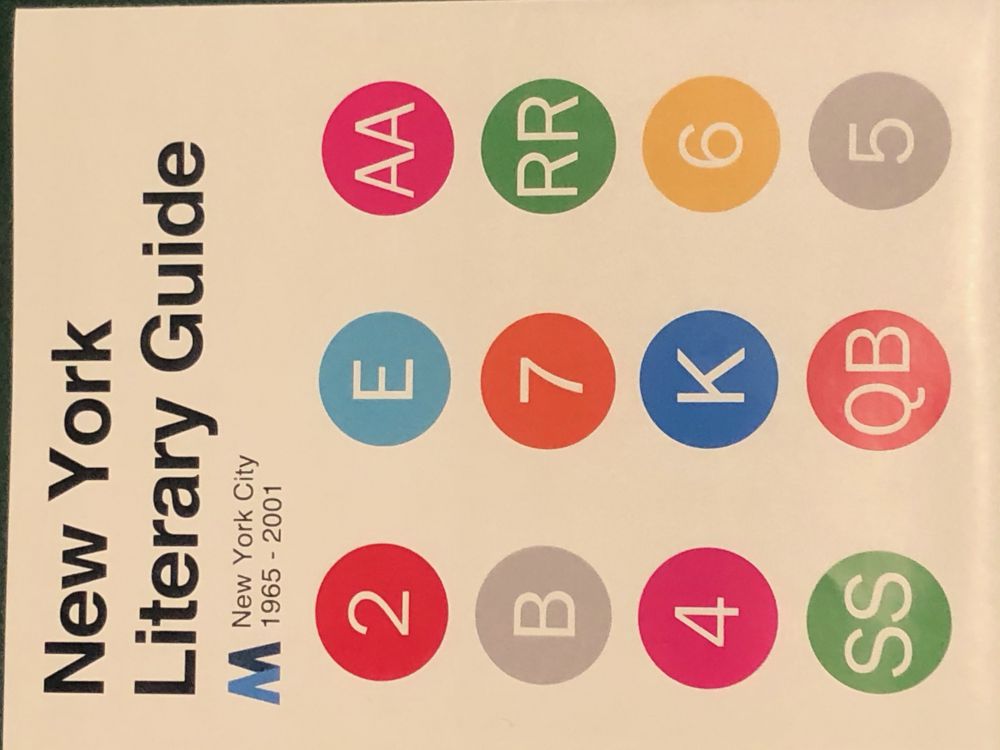 New York
Literary Guide
M New York City
1965 - 2001
2 E AA
B 7 RR
4 K 6
SS QB 5